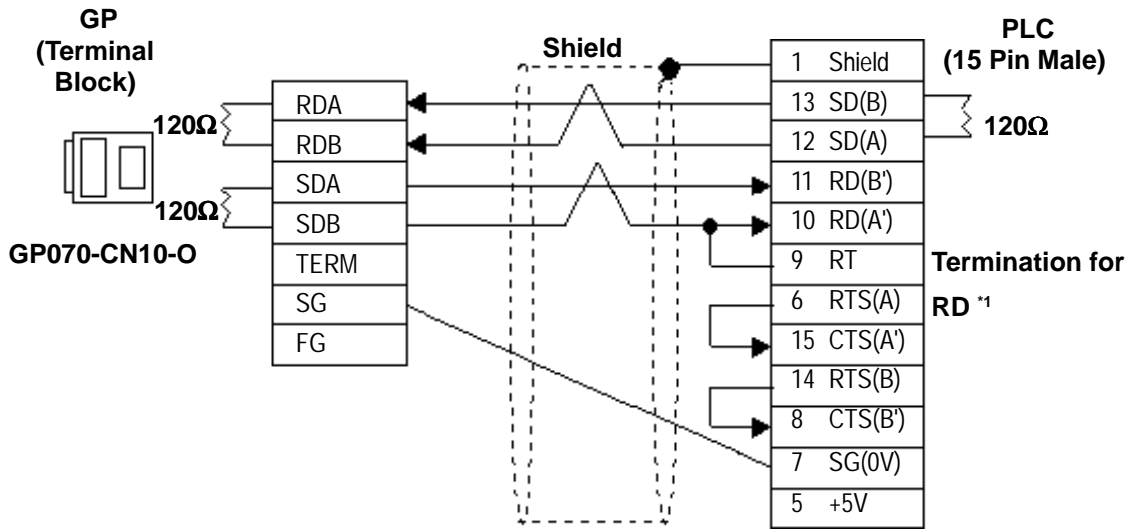 GP
(Terminal
Block)
120Ω
120Ω
GP070-CN10-O
RDA
RDB
SDA
SDB
TERM
SG
FG
Shield
PLC
(15 Pin Male)
1 Shield
13 SD(B)
12 SD(A)
11 RD(B')
10 RD(A')
9 RT
6 RTS(A)
15 CTS(A')
14 RTS(B)
8 CTS(B')
7 SG(0V)
5 +5V
120Ω
Termination for
RD *1